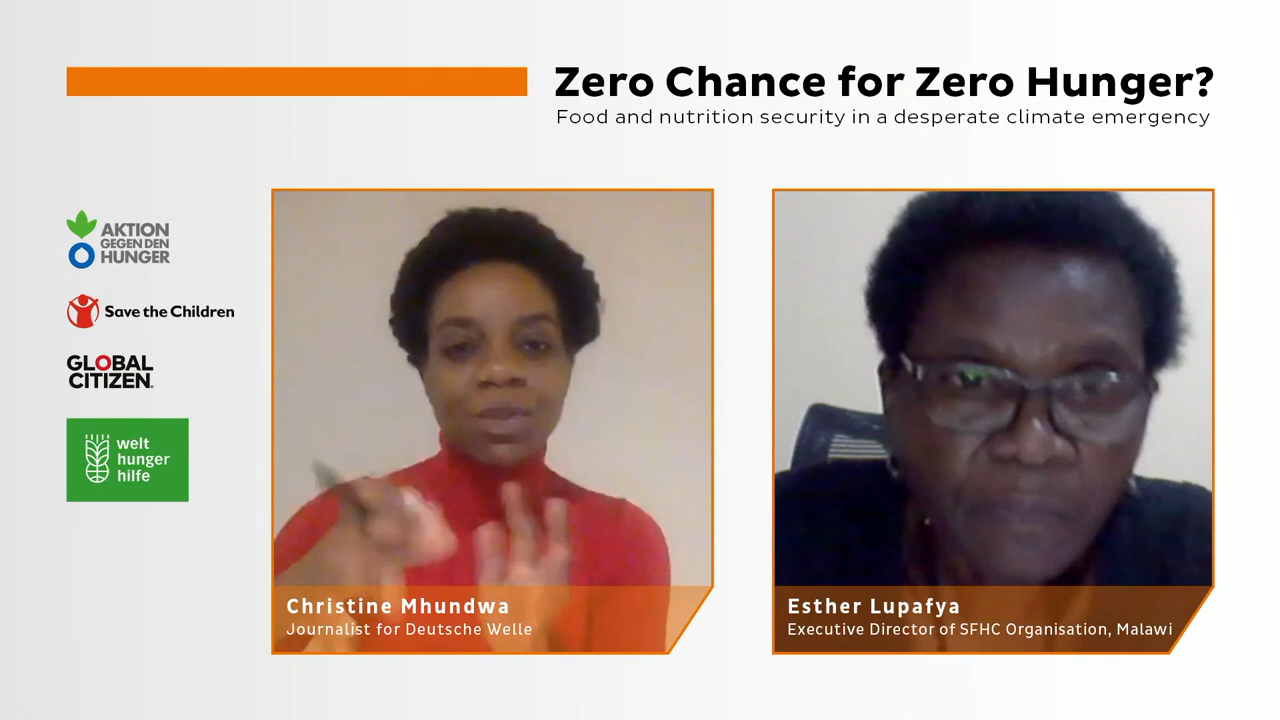 Zero Chance for Zero Hunger?
Food and nutrition security in a desperate climate emergency
AKTION
GEGEN DEN
HUNGER
Save the Children
GLOBAL
CITIZEN.
welt
hunger
hilfe
Christine Mhundwa
Journalist for Deutsche Welle
Esther Lupafya
Executive Director of SFHC Organisation, Malawi